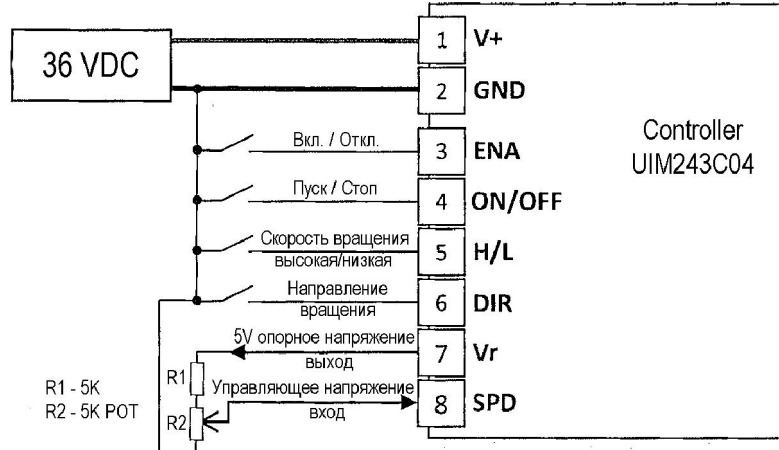 36 VDC
1 V+
2 GND
Вкл. / Откл.
3 ENA
Пуск / Стоп
4 ON/OFF
Скорость вращения
высокая/низкая
5 H/L
Направление
вращения
6 DIR
5V опорное напряжение
выход
7 Vr
Управляющее напряжение
вход
8 SPD
R1
R2
R1 - 5K
R2 - 5K POT
Controller
UIM243C04